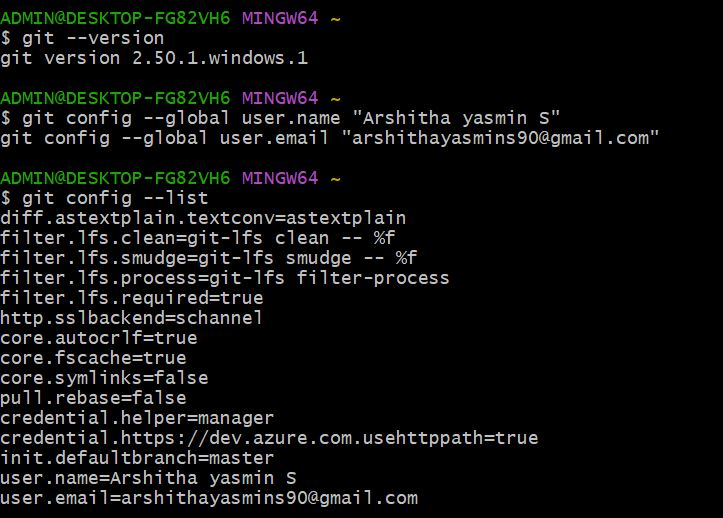 ADMIN@DESKTOP-FG82VH6 MINGW64 ~
$ git --version
git version 2.50.1.windows.1
ADMIN@DESKTOP-FG82VH6 MINGW64 ~
$ git config --global user.name "Arshitha yasmin S"
git config --global user.email "arshithayasmins90@gmail.com"
ADMIN@DESKTOP-FG82VH6 MINGW64 ~
$ git config --list
diff.astextplain.textconv=astextplain
filter.lfs.clean=git-lfs clean -- %f
filter.lfs.smudge=git-lfs smudge -- %f
filter.lfs.process=git-lfs filter-process
filter.lfs.required=true
http.sslbackend=schannel
core.autocrlf=true
core.fscache=true
core.symlinks=false
pull.rebase=false
credential.helper=manager
credential.https://dev.azure.com.usehttppath=true
init.defaultbranch=master
user.name=Arshitha yasmin S
user.email=arshithayasmins90@gmail.com